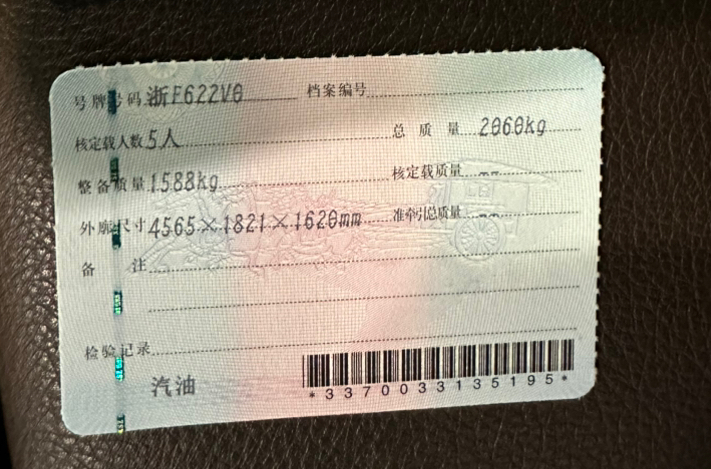 号牌号码 浙F622V0 档案编号
核定载人数 5人 总质量 2060kg
整备质量 1588kg 核定载质量 --
外廓尺寸 4565×1821×1620mm 准牵引总质量 --
备注
检验记录
汽油
*3370033135195*